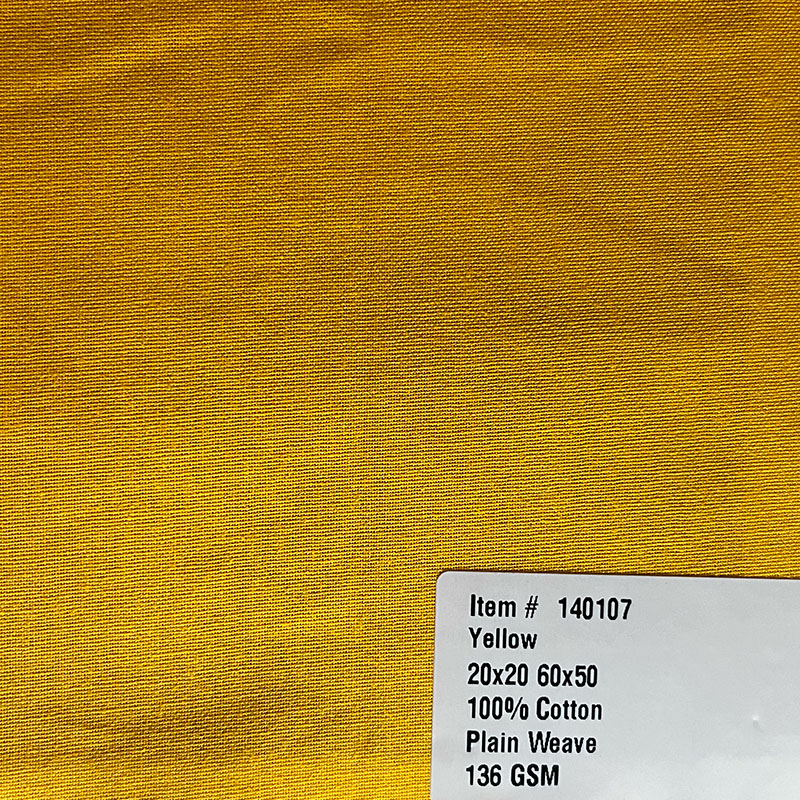 Item # 140107
Yellow
20x20 60x50
100% Cotton
Plain Weave
136 GSM